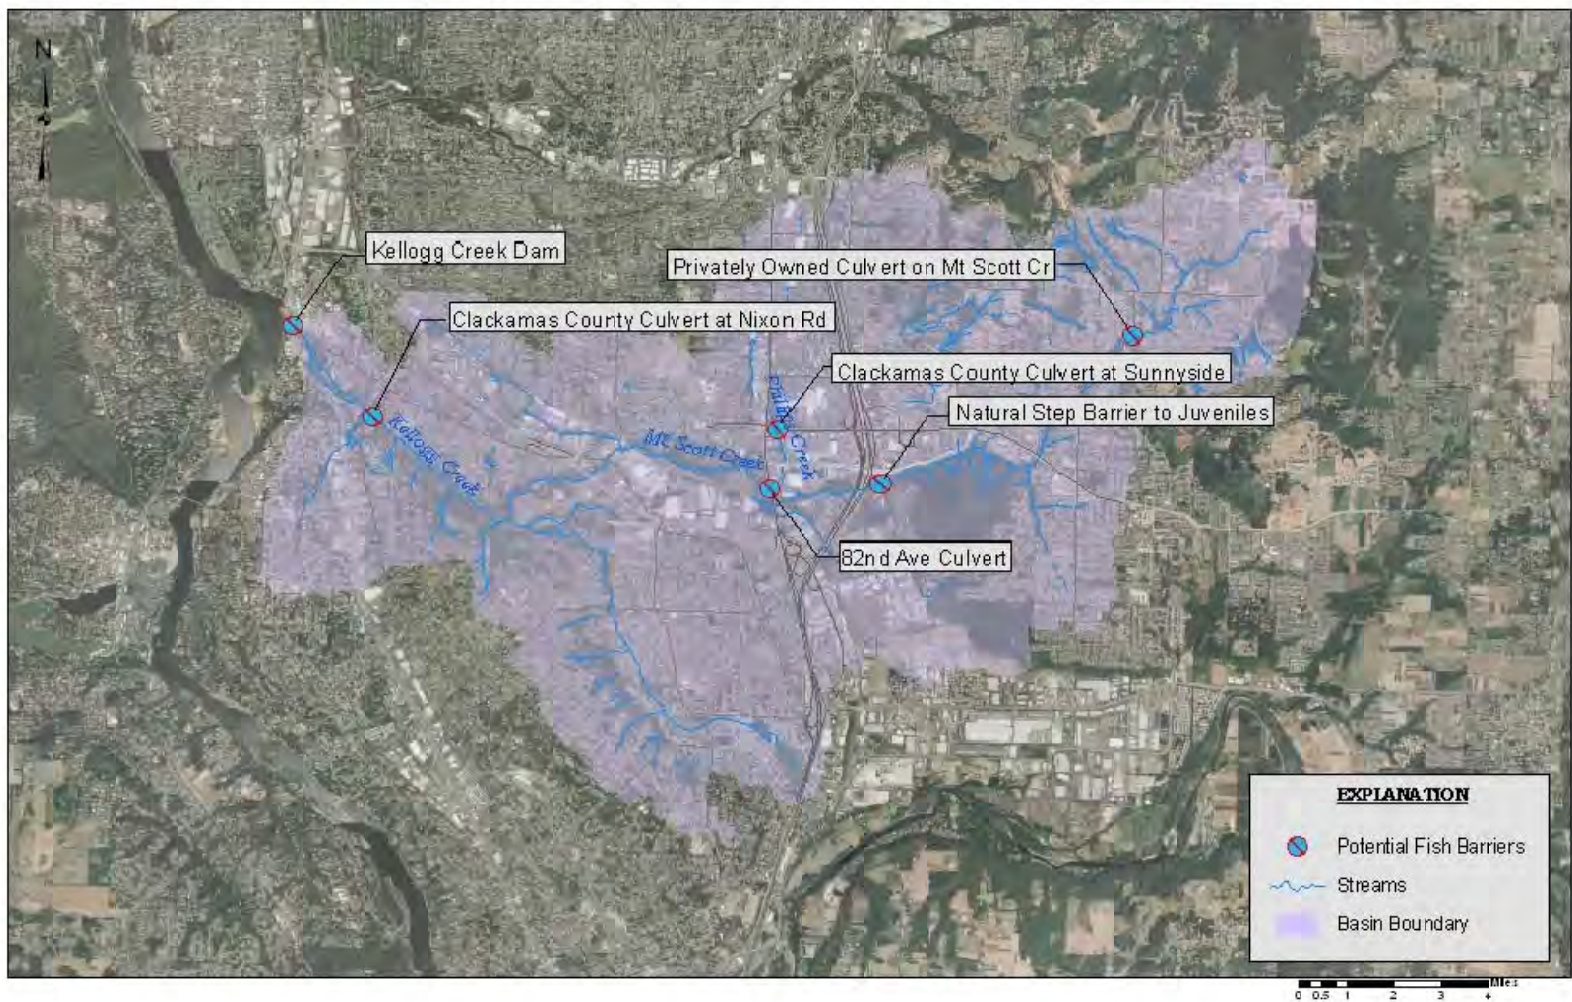 N
Kellogg Creek Dam
Privately Owned Culvert on Mt Scott Cr
Clackamas County Culvert at Nixon Rd
Clackamas County Culvert at Sunnyside
Natural Step Barrier to Juveniles
Kellogg Creek
Mt Scott Creek
Creek
82nd Ave Culvert
EXPLANATION
Potential Fish Barriers
Streams
Basin Boundary
Miles
0 0.5 1 2 3 4